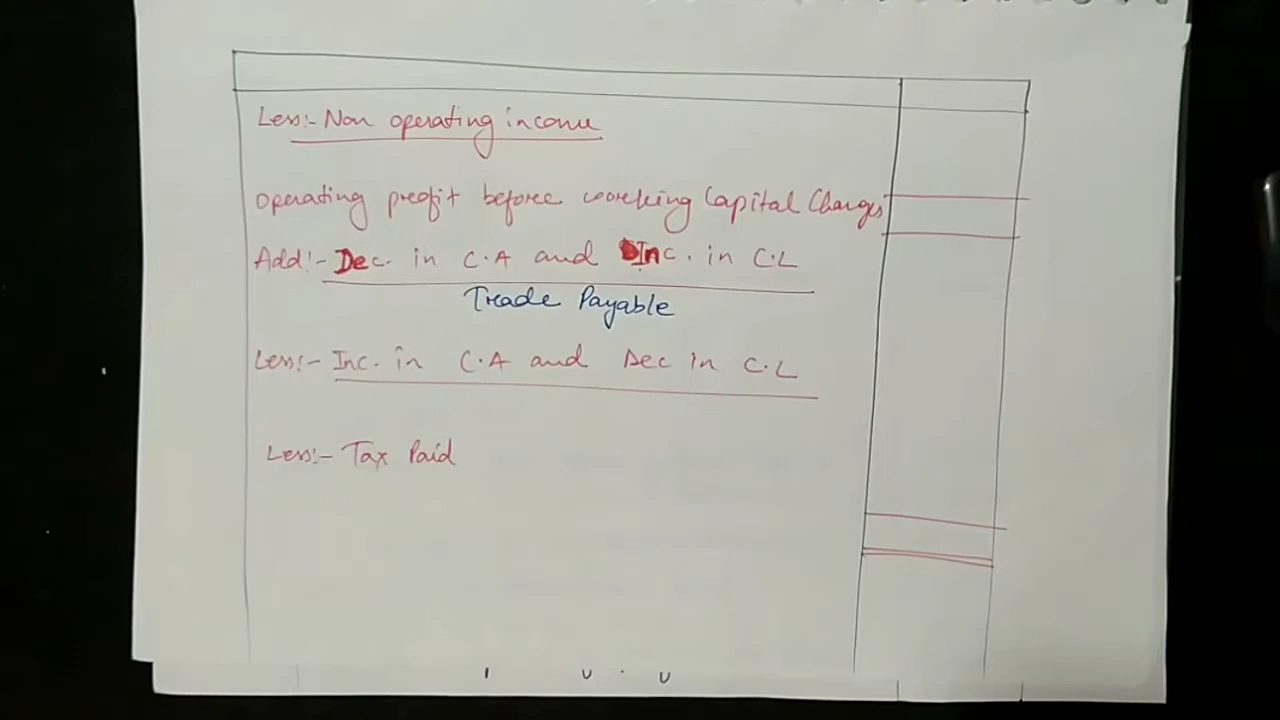 Less:- Non operating income
Operating profit before working Capital Charges
Add:- Dec. in C.A and Inc. in C.L
Trade Payable
Less:- Inc. in C.A and Dec in C.L
Less:- Tax Paid